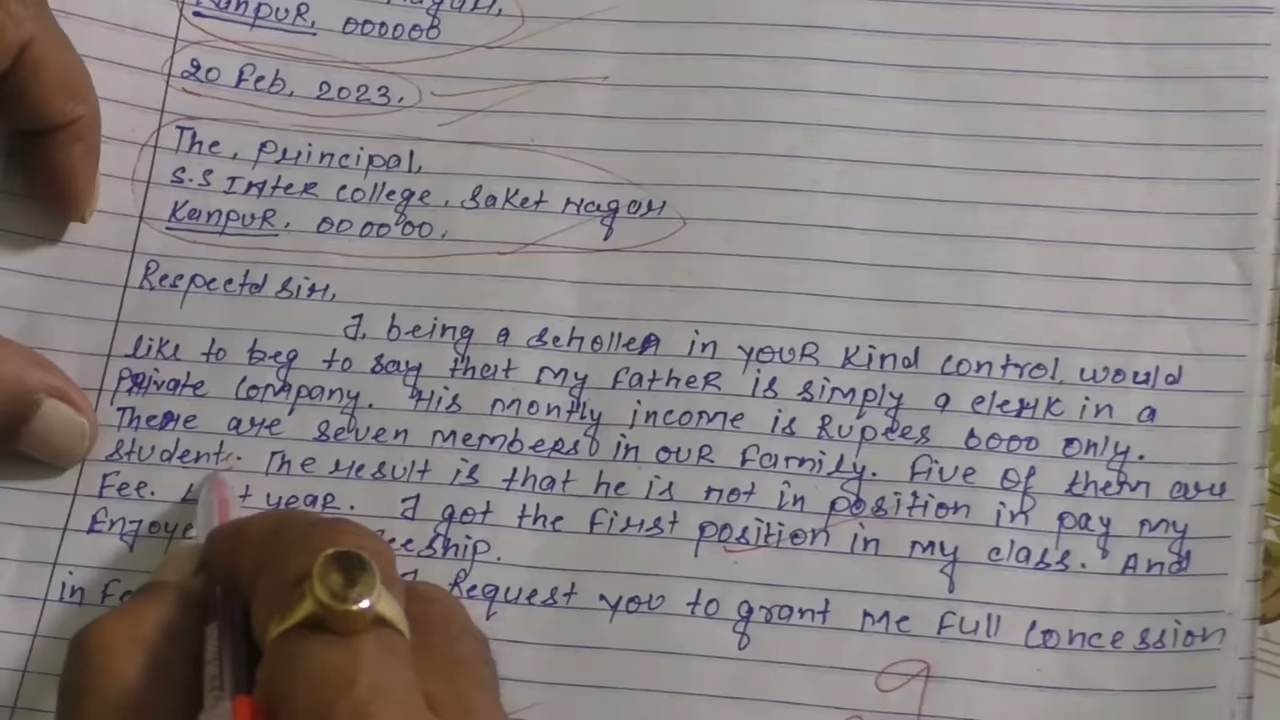 Kanpur, 000006
20 Feb, 2023.
The, Principal,
S.S Inter college, Saket Nagar
Kanpur, 000000,
Respectd sir,
I, being a scholler in your kind control, would
like to beg to say that my father is simply a clerk in a
private company. His montly income is Rupees 6000 only.
There are seven members in our family. Five of them are
students. The result is that he is not in position in pay my
Fee. year. I got the first position in my class. And
Request you to grant me full concession
in
9